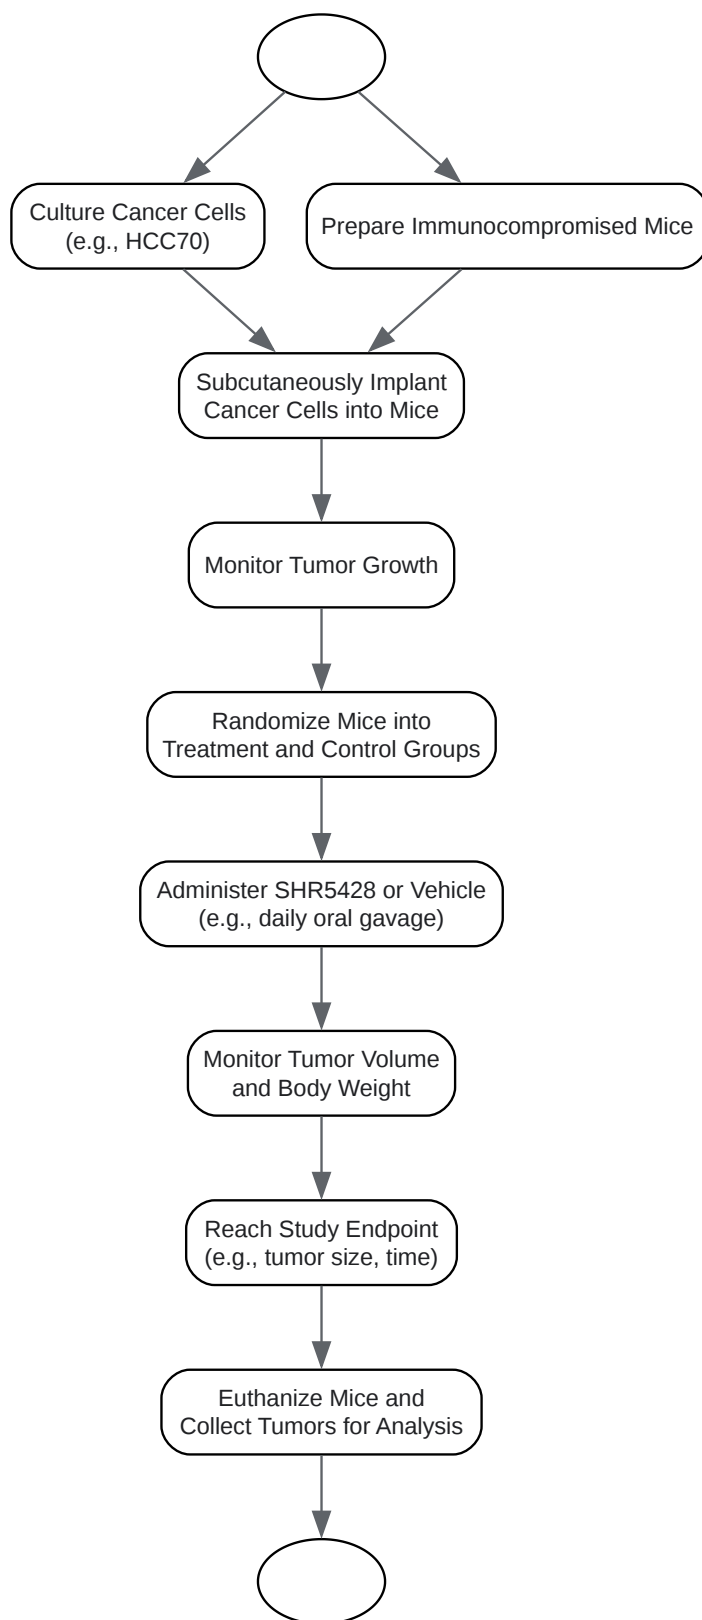 Culture Cancer Cells
(e.g., HCC70)
Prepare Immunocompromised Mice
Subcutaneously Implant
Cancer Cells into Mice
Monitor Tumor Growth
Randomize Mice into
Treatment and Control Groups
Administer SHR5428 or Vehicle
(e.g., daily oral gavage)
Monitor Tumor Volume
and Body Weight
Reach Study Endpoint
(e.g., tumor size, time)
Euthanize Mice and
Collect Tumors for Analysis